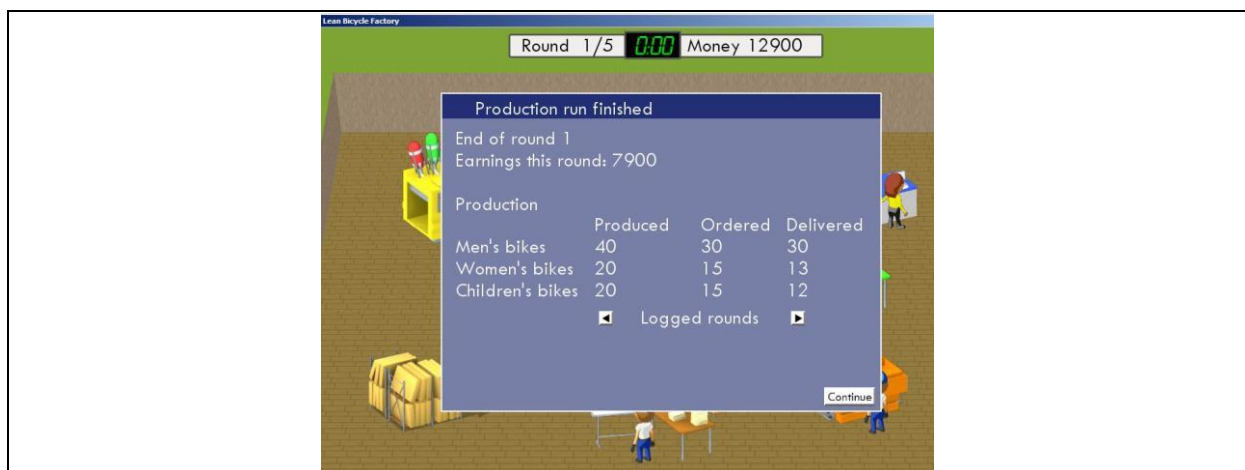 Lean Bicycle Factory
Round 1/5 0:00 Money 12900
Production run finished
End of round 1
Earnings this round: 7900
Production
Produced Ordered Delivered
Men's bikes 40 30 30
Women's bikes 20 15 13
Children's bikes 20 15 12
Logged rounds
Continue